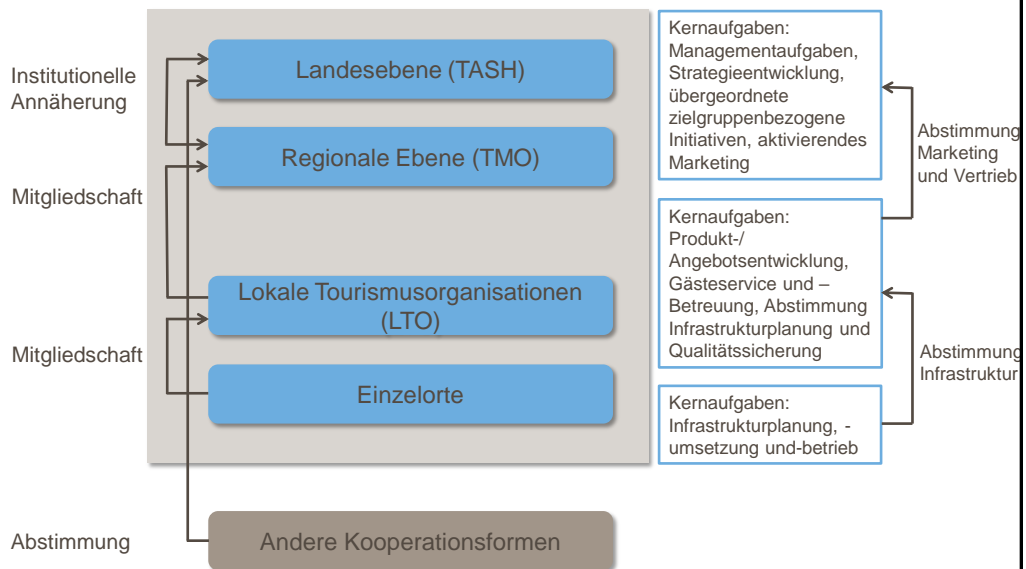 Institutionelle
Annäherung
Mitgliedschaft
Mitgliedschaft
Abstimmung
Landesebene (TASH)
Regionale Ebene (TMO)
Lokale Tourismusorganisationen
(LTO)
Einzelorte
Andere Kooperationsformen
Kernaufgaben:
Managementaufgaben,
Strategieentwicklung,
übergeordnete
zielgruppenbezogene
Initiativen, aktivierendes
Marketing
Kernaufgaben:
Produkt-/
Angebotsentwicklung,
Gästeservice und –
Betreuung, Abstimmung
Infrastrukturplanung und
Qualitätssicherung
Kernaufgaben:
Infrastrukturplanung, -
umsetzung und-betrieb
Abstimmung
Marketing
und Vertrieb
Abstimmung
Infrastruktur